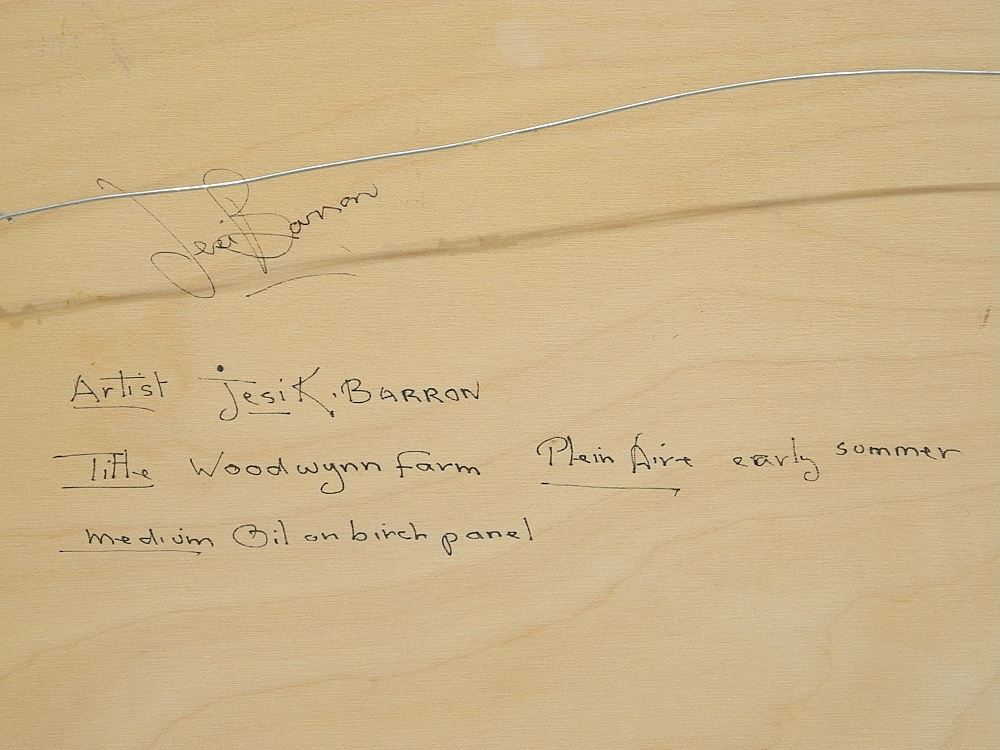 Jesi Barron
Artist Jesi K. BARRON
Title Woodwynn Farm Plein Aire early sommer
medium Oil on birch panel